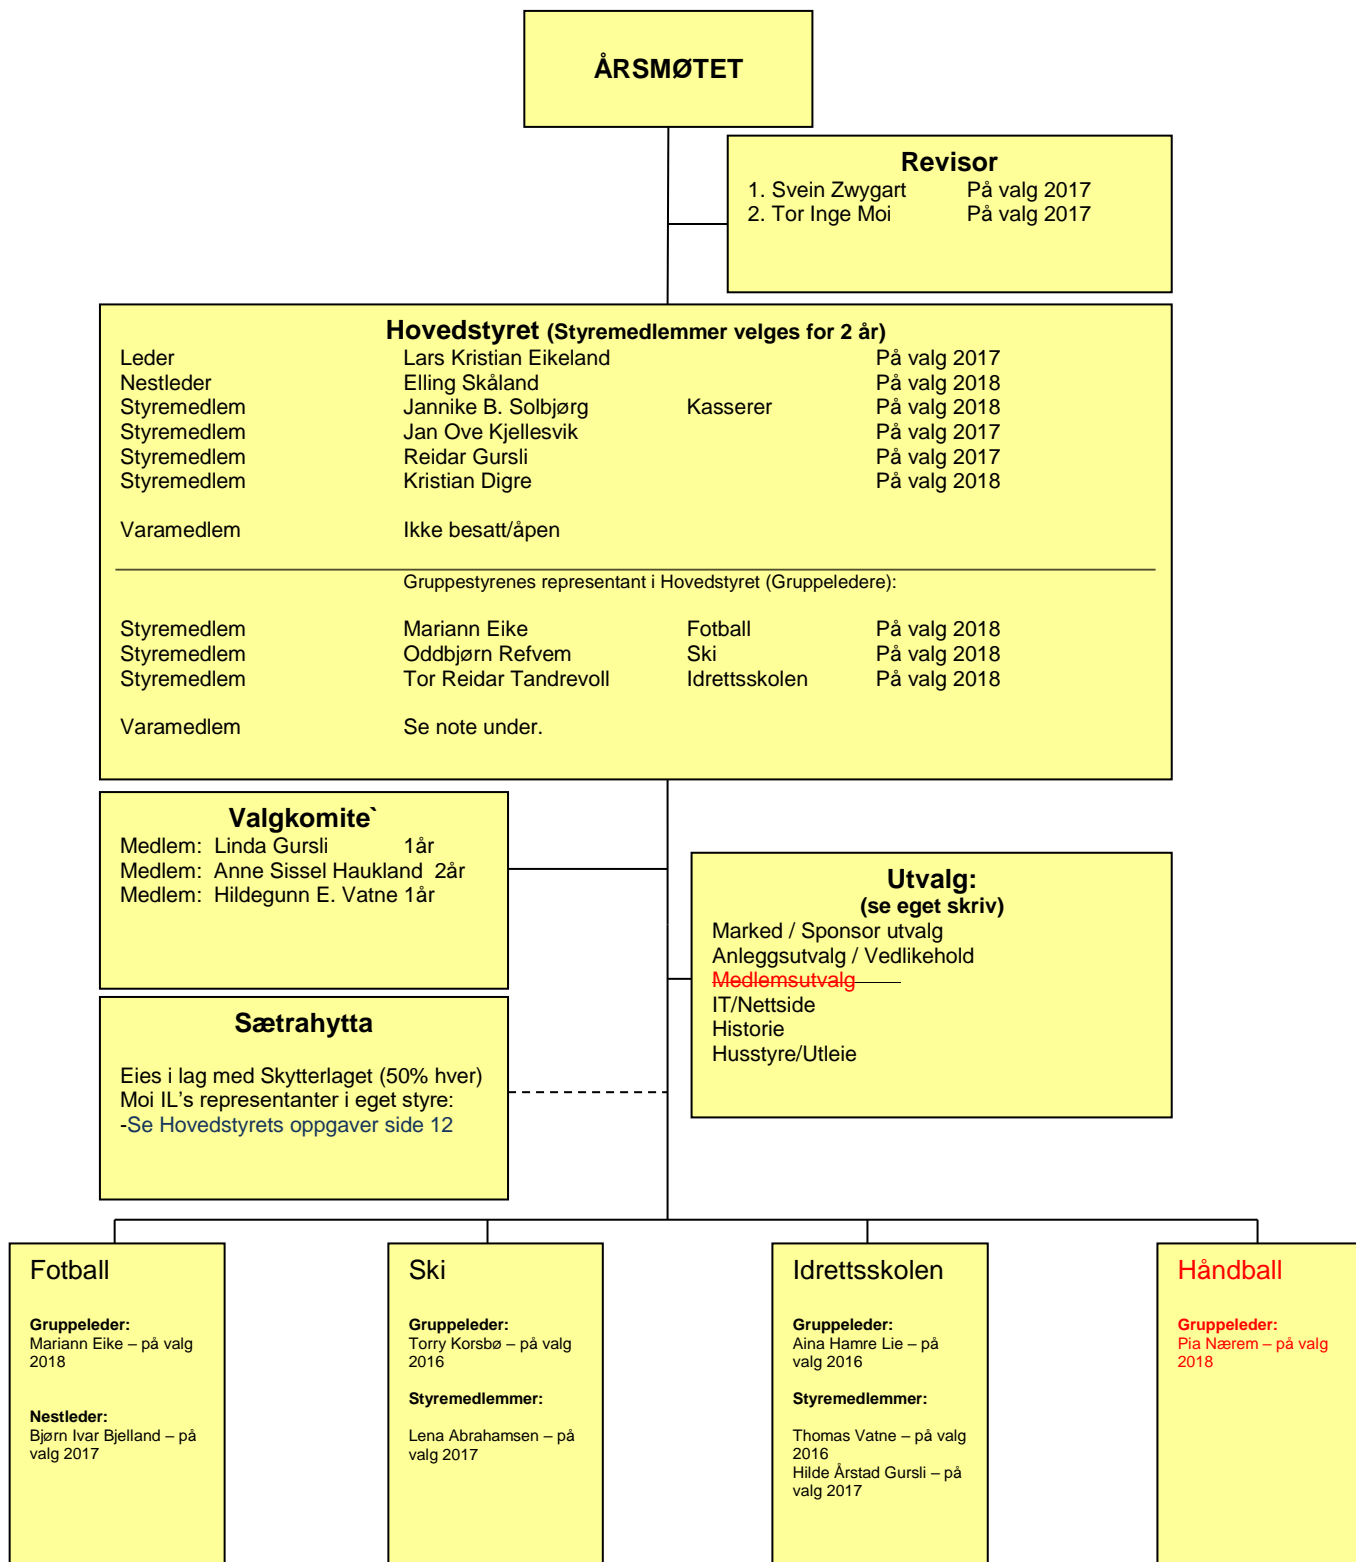 ÅRSMØTET
Revisor
1. Svein Zwygart På valg 2017
2. Tor Inge Moi På valg 2017
Hovedstyret (Styremedlemmer velges for 2 år)
Leder Lars Kristian Eikeland På valg 2017
Nestleder Elling Skåland På valg 2018
Styremedlem Jannike B. Solbjørg Kasserer På valg 2018
Styremedlem Jan Ove Kjellesvik På valg 2017
Styremedlem Reidar Gursli På valg 2017
Styremedlem Kristian Digre På valg 2018
Varamedlem Ikke besatt/åpen
Gruppestyrenes representant i Hovedstyret (Gruppeledere):
Styremedlem Mariann Eike Fotball På valg 2018
Styremedlem Oddbjørn Refvem Ski På valg 2018
Styremedlem Tor Reidar Tandrevoll Idrettsskolen På valg 2018
Varamedlem Se note under.
Valgkomite`
Medlem: Linda Gursli 1år
Medlem: Anne Sissel Haukland 2år
Medlem: Hildegunn E. Vatne 1år
Utvalg:
(se eget skriv)
Marked / Sponsor utvalg
Anleggsutvalg / Vedlikehold
Medlemsutvalg
IT/Nettside
Historie
Husstyre/Utleie
Sætrahytta
Eies i lag med Skytterlaget (50% hver)
Moi IL's representanter i eget styre:
-Se Hovedstyrets oppgaver side 12
Fotball
Gruppeleder:
Mariann Eike – på valg
2018
Nestleder:
Bjørn Ivar Bjelland – på
valg 2017
Ski
Gruppeleder:
Torry Korsbø – på valg
2016
Styremedlemmer:
Lena Abrahamsen – på
valg 2017
Idrettsskolen
Gruppeleder:
Aina Hamre Lie – på
valg 2016
Styremedlemmer:
Thomas Vatne – på valg
2016
Hilde Årstad Gursli – på
valg 2017
Håndball
Gruppeleder:
Pia Nærem – på valg
2018